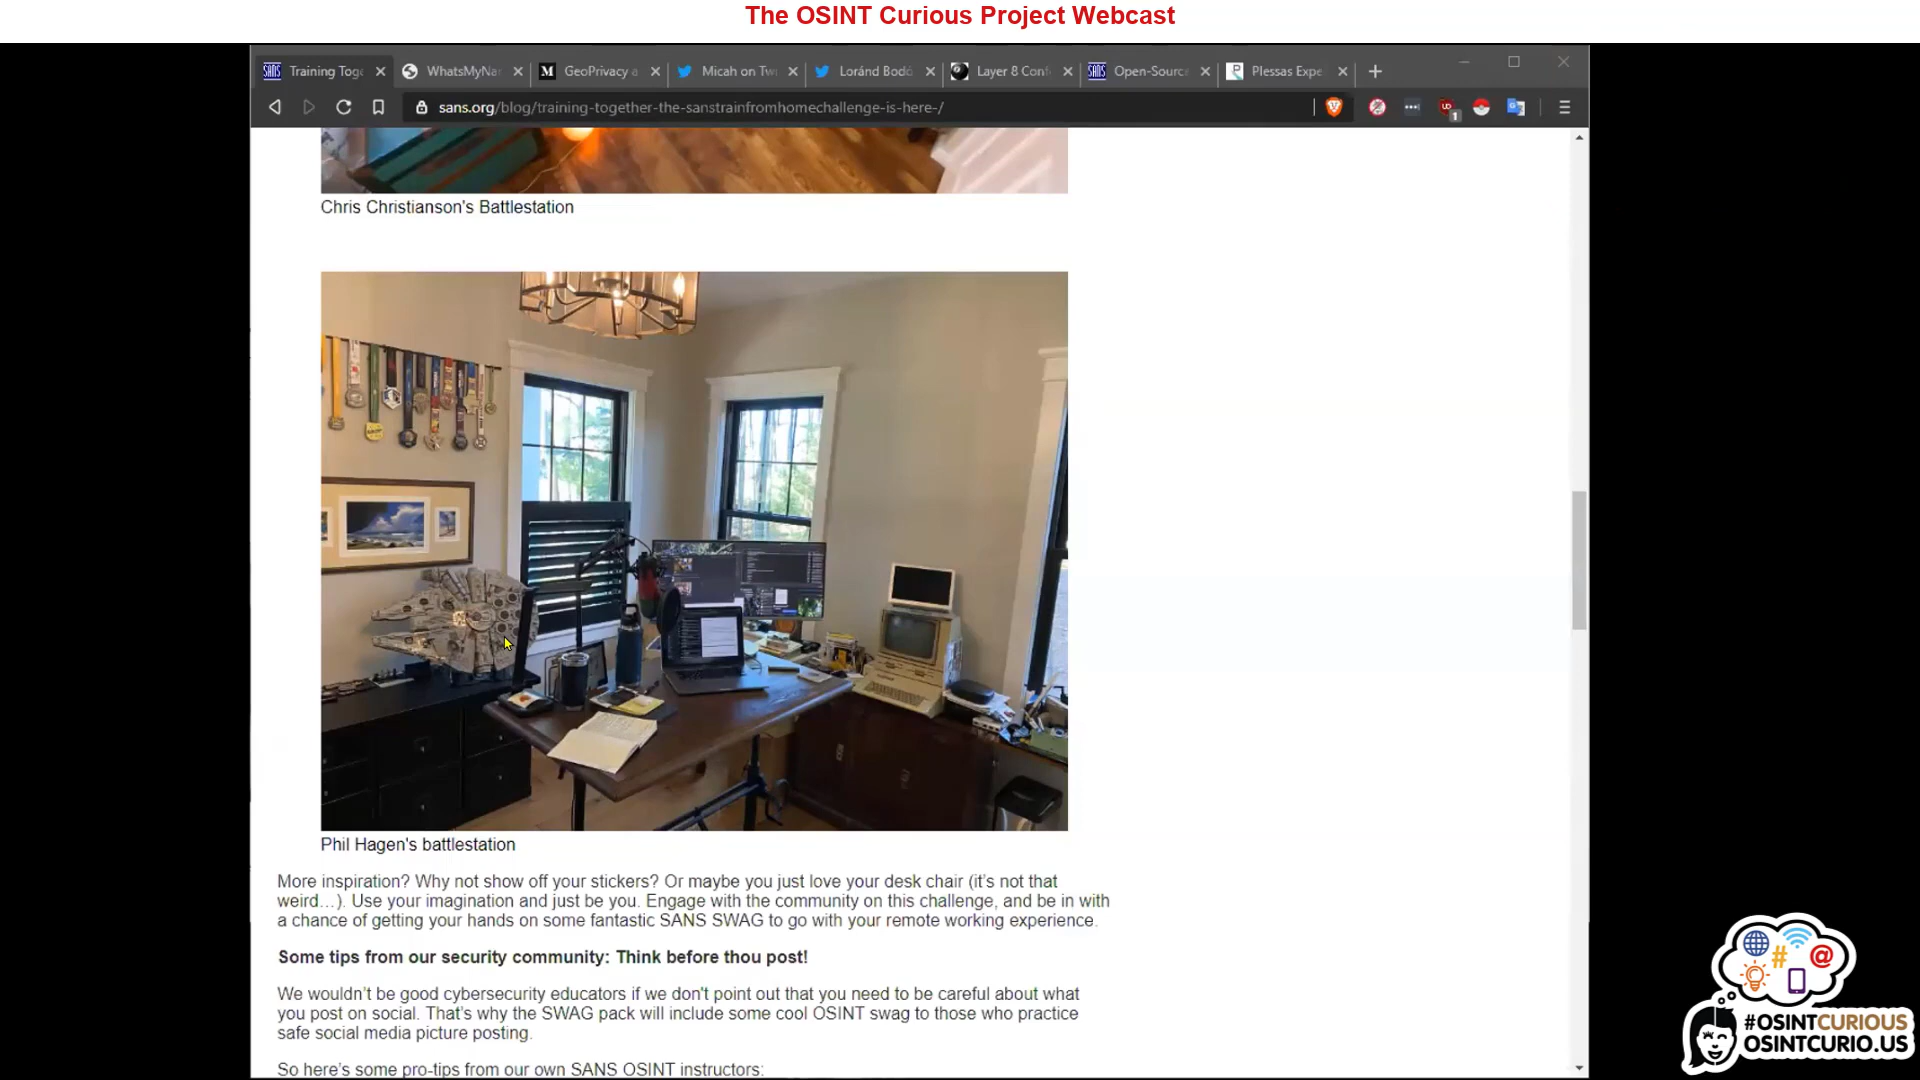 The OSINT Curious Project Webcast
SANS Training Tog
WhatsMyNa
M GeoPrivacy a
Micah on Tw
Loránd Bodó
Layer 8 Conf
SANS Open-Sourc
Plessas Expe
sans.org/blog/training-together-the-sanstrainfromhomechallenge-is-here-/
1
Chris Christianson's Battlestation
Phil Hagen's battlestation
More inspiration? Why not show off your stickers? Or maybe you just love your desk chair (it's not that
weird…). Use your imagination and just be you. Engage with the community on this challenge, and be in with
a chance of getting your hands on some fantastic SANS SWAG to go with your remote working experience.
Some tips from our security community: Think before thou post!
We wouldn't be good cybersecurity educators if we don't point out that you need to be careful about what
you post on social. That's why the SWAG pack will include some cool OSINT swag to those who practice
safe social media picture posting.
So here's some pro-tips from our own SANS OSINT instructors:
#OSINTCURIOUS
OSINTCURIO.US